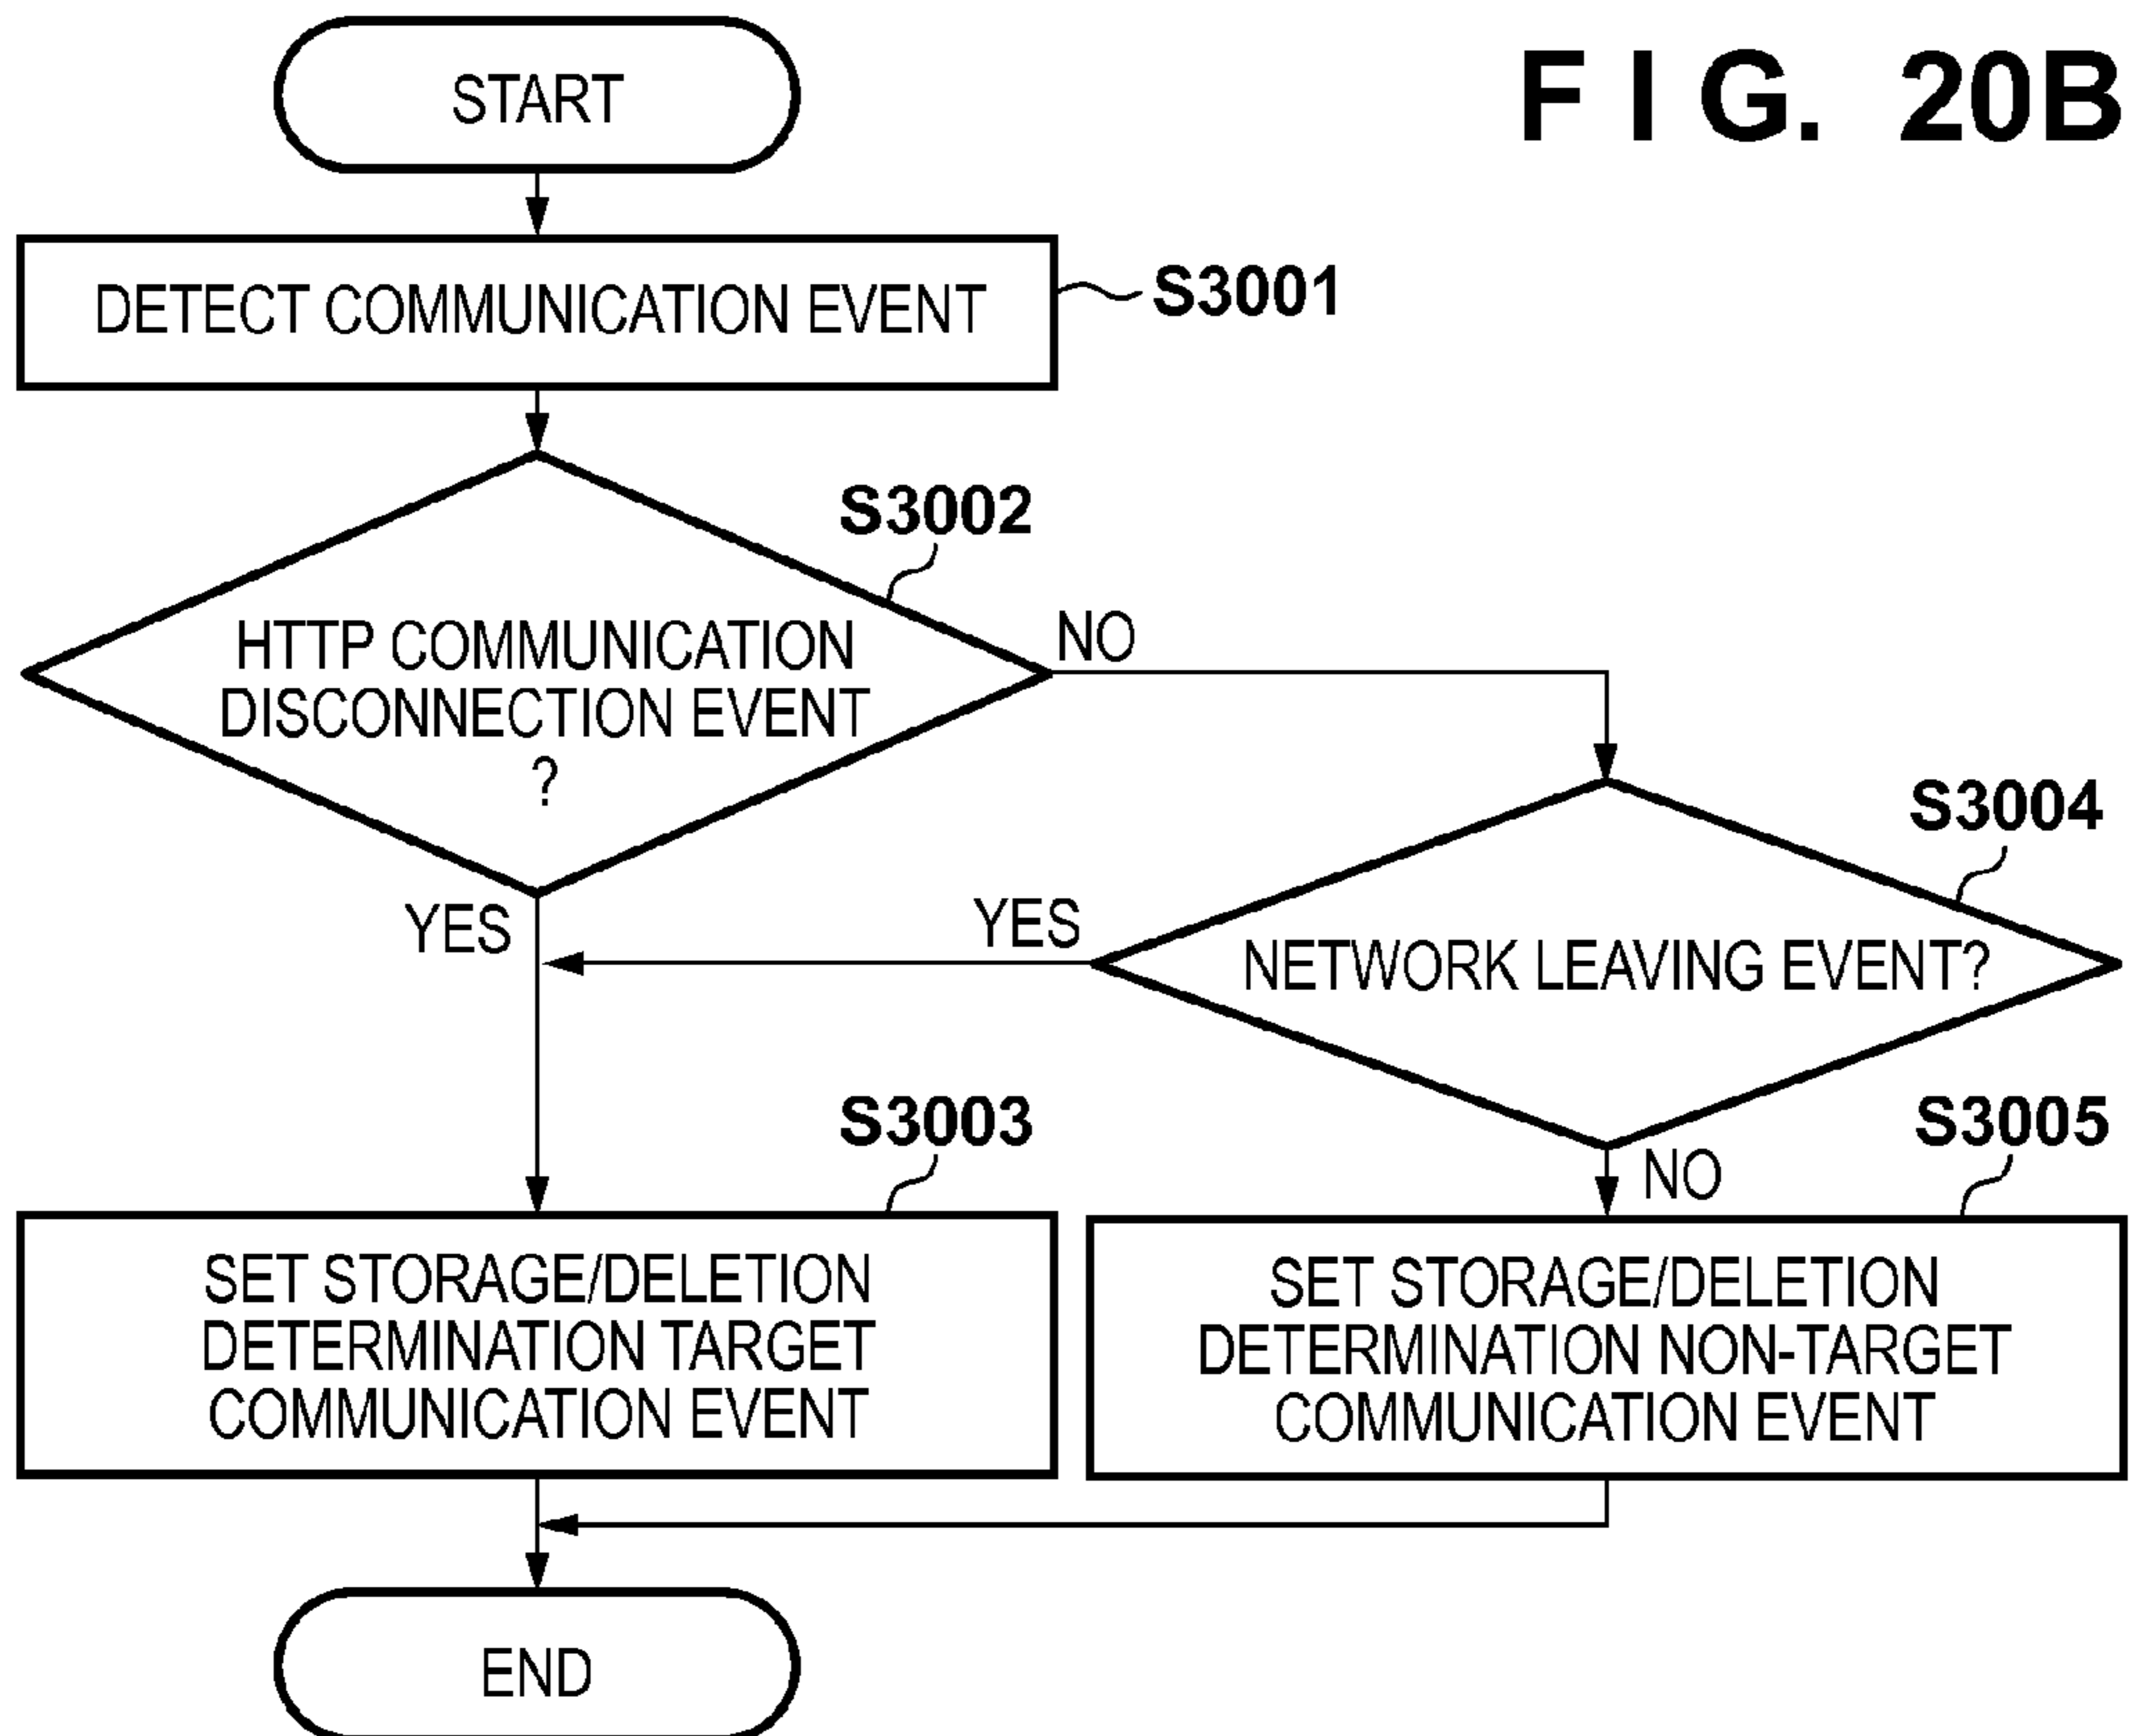 F I G. 20B
START
DETECT COMMUNICATION EVENT
S3001
S3002
HTTP COMMUNICATION
DISCONNECTION EVENT
?
NO
YES
S3004
NETWORK LEAVING EVENT?
YES
NO
S3003
SET STORAGE/DELETION
DETERMINATION TARGET
COMMUNICATION EVENT
S3005
SET STORAGE/DELETION
DETERMINATION NON-TARGET
COMMUNICATION EVENT
END